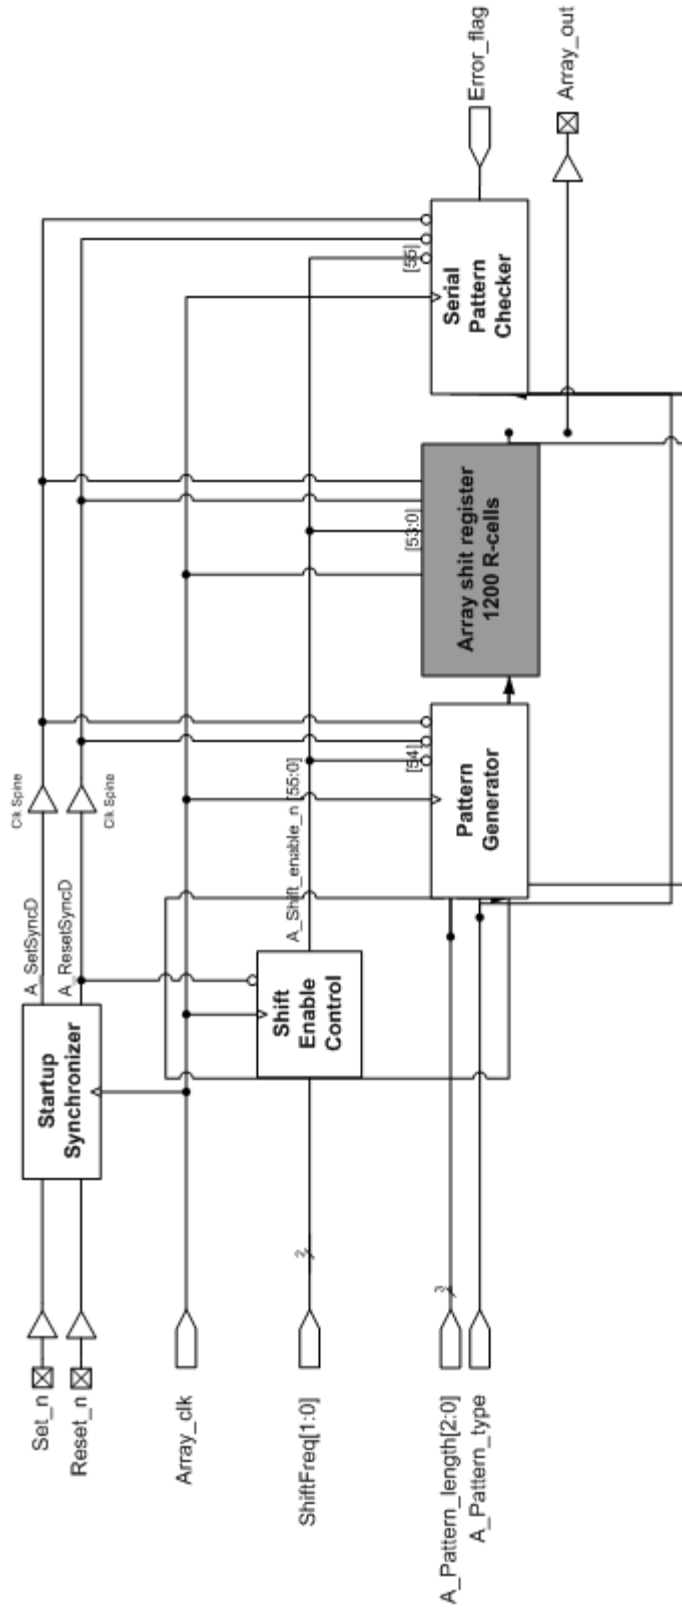 Set_n
Reset_n
Array_clk
ShiftFreq[1:0]
A_Pattern_length[2:0]
A_Pattern_type
2
3
Startup
Synchronizer
A_SetSyncD
A_ResetSyncD
Clk Spine
Clk Spine
Shift
Enable
Control
A_Shift_enable_n [55:0]
Pattern
Generator
[54]
Array shit register
1200 R-cells
[53:0]
Serial
Pattern
Checker
[55]
Error_flag
Array_out